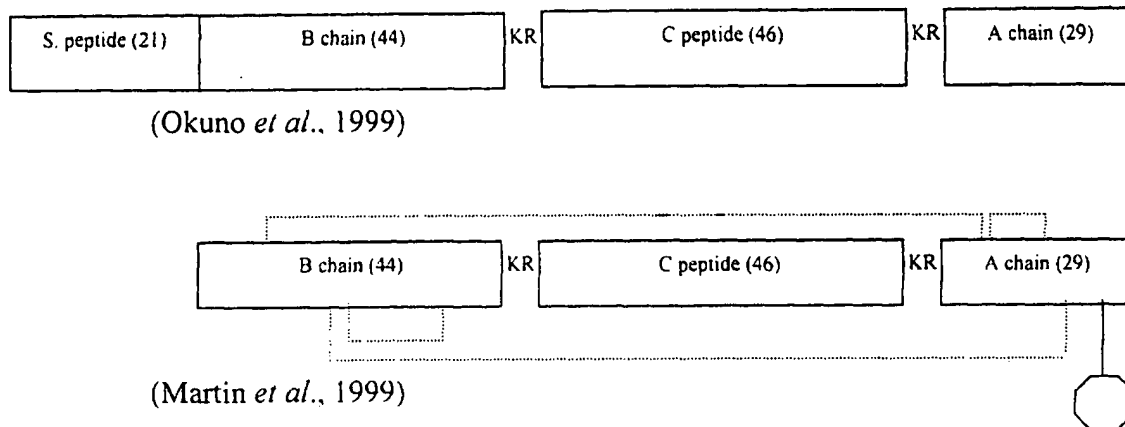 S. peptide (21) B chain (44) KR C peptide (46) KR A chain (29)
(Okuno et al., 1999)
B chain (44) KR C peptide (46) KR A chain (29)
(Martin et al., 1999)